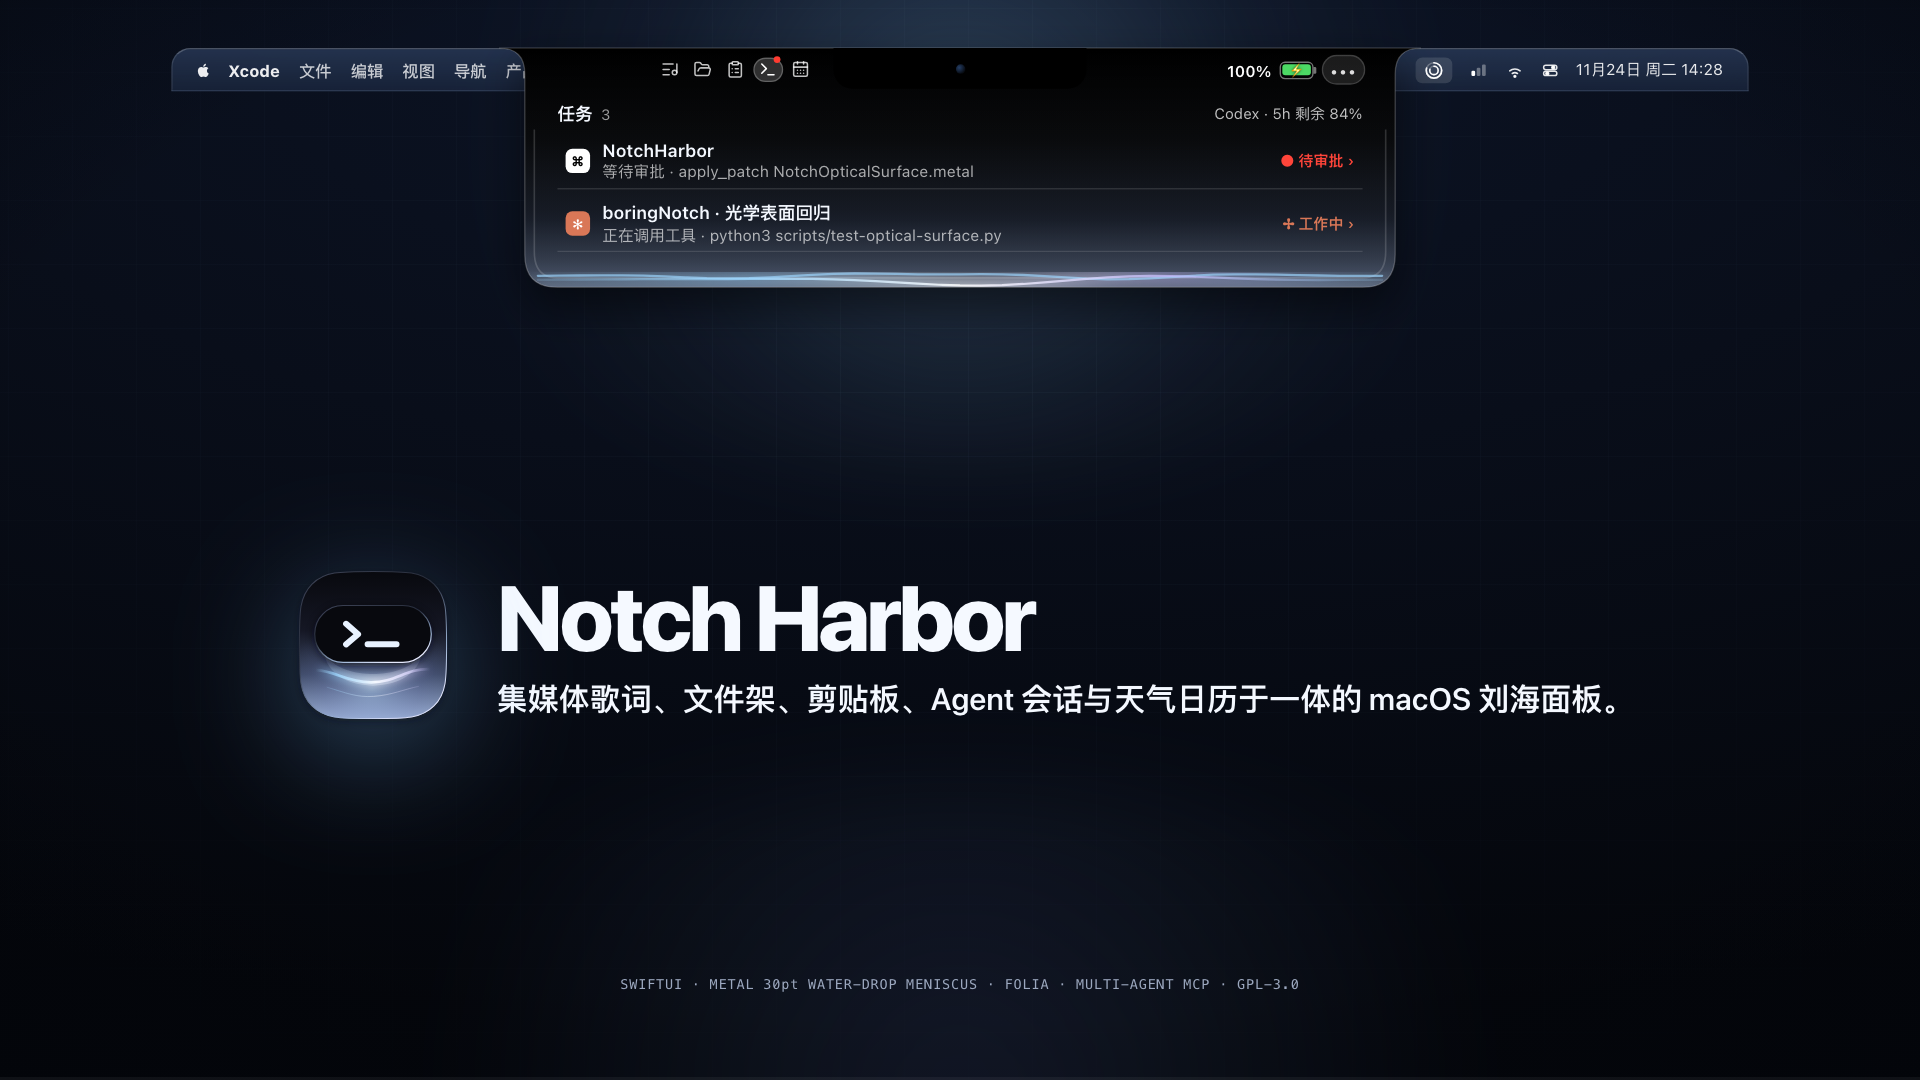 Xcode 文件 编辑 视图 导航
100%
11月24日 周二 14:28
任务 3
Codex · 5h 剩余 84%
NotchHarbor
等待审批 · apply_patch NotchOpticalSurface.metal
待审批 ›
boringNotch · 光学表面回归
正在调用工具 · python3 scripts/test-optical-surface.py
工作中 ›
Notch Harbor
集媒体歌词、文件架、剪贴板、Agent 会话与天气日历于一体的 macOS 刘海面板。
SWIFTUI · METAL 30pt WATER-DROP MENISCUS · FOLIA · MULTI-AGENT MCP · GPL-3.0